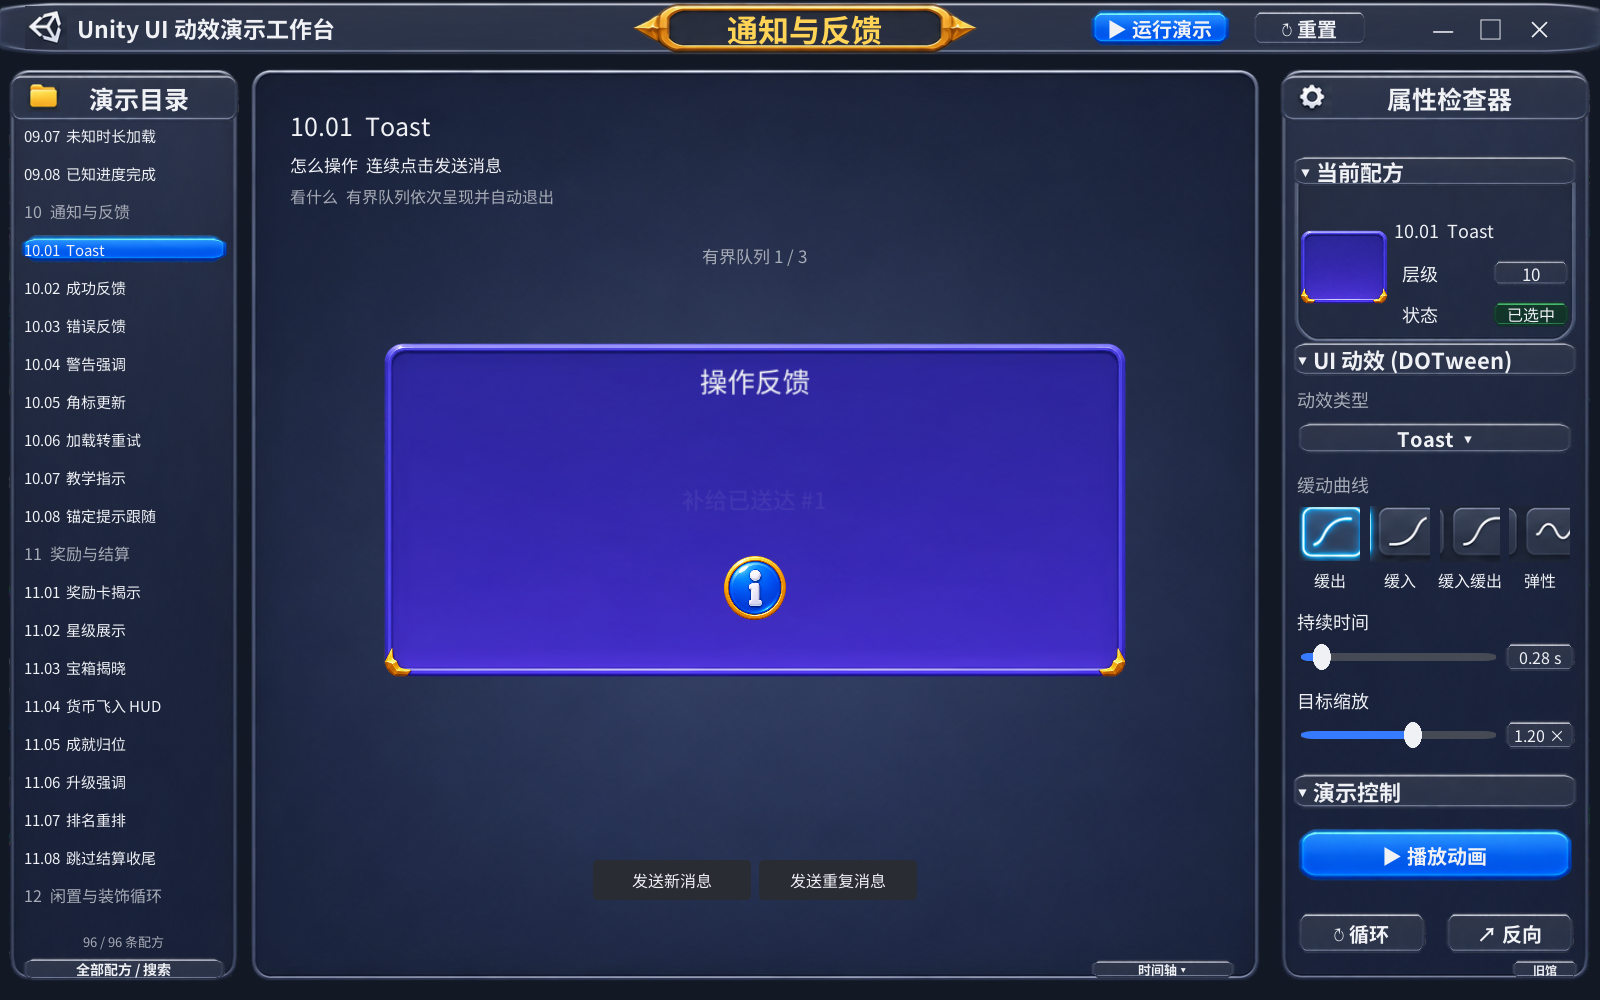 Unity UI 动效演示工作台
通知与反馈
▶ 运行演示
重置
演示目录
09.07 未知时长加载
09.08 已知进度完成
10 通知与反馈
10.01 Toast
10.02 成功反馈
10.03 错误反馈
10.04 警告强调
10.05 角标更新
10.06 加载转重试
10.07 教学指示
10.08 锚定提示跟随
11 奖励与结算
11.01 奖励卡揭示
11.02 星级展示
11.03 宝箱揭晓
11.04 货币飞入 HUD
11.05 成就归位
11.06 升级强调
11.07 排名重排
11.08 跳过结算收尾
12 闲置与装饰循环
96 / 96 条配方
全部配方 / 搜索
10.01 Toast
怎么操作 连续点击发送消息
看什么 有界队列依次呈现并自动退出
有界队列 1 / 3
操作反馈
补给已送达 #1
发送新消息
发送重复消息
时间轴 ▾
属性检查器
▾ 当前配方
10.01 Toast
层级 10
状态 已选中
▾ UI 动效 (DOTween)
动效类型
Toast ▾
缓动曲线
缓出 缓入 缓入缓出 弹性
持续时间
0.28 s
目标缩放
1.20 ×
▾ 演示控制
▶ 播放动画
循环
↗ 反向
旧馆